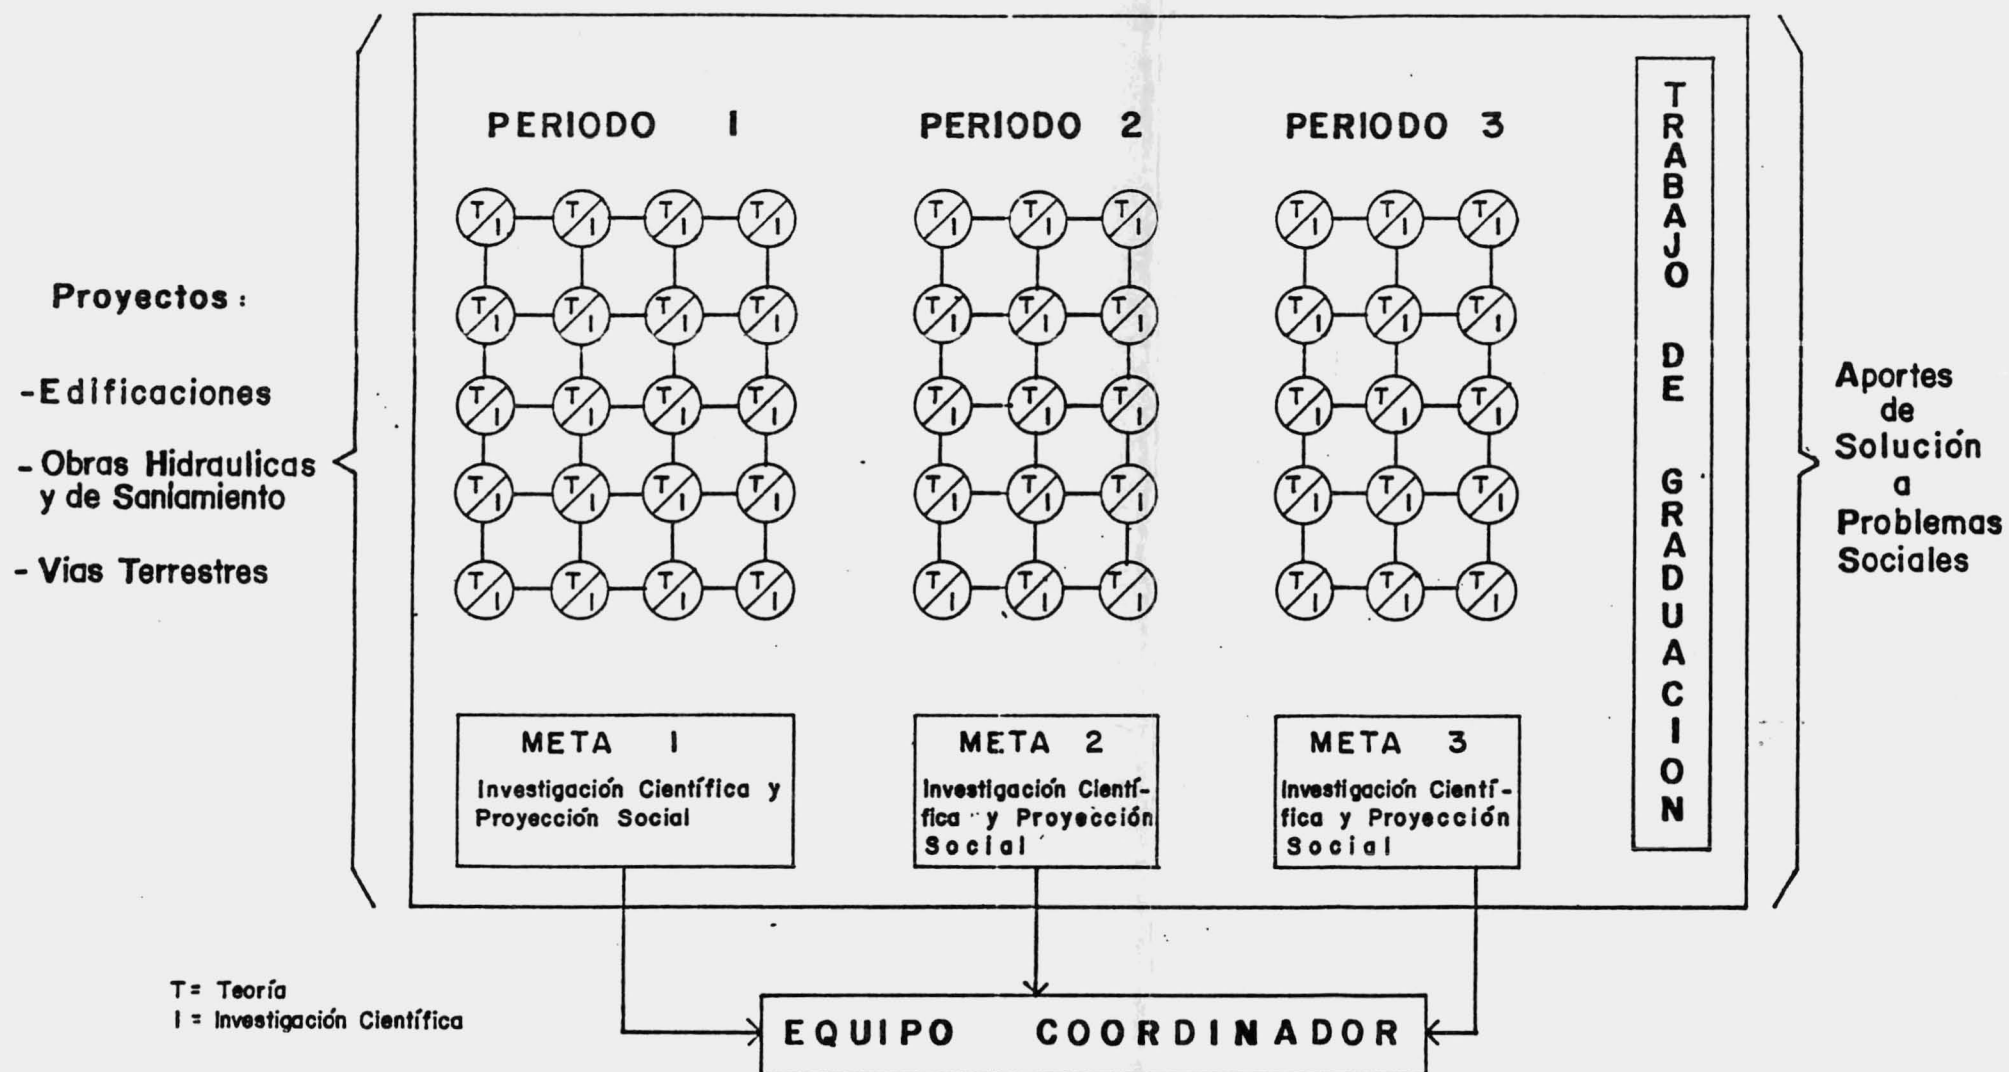 PERIODO 1
PERIODO 2
PERIODO 3
T/I T/I T/I T/I
T/I T/I T/I
T/I T/I T/I
T/I T/I T/I T/I
T/I T/I T/I
T/I T/I T/I
T/I T/I T/I T/I
T/I T/I T/I
T/I T/I T/I
T/I T/I T/I T/I
T/I T/I T/I
T/I T/I T/I
T/I T/I T/I T/I
T/I T/I T/I
T/I T/I T/I
Proyectos:
- Edificaciones
- Obras Hidraulicas
y de Saniamiento
- Vias Terrestres
META 1
Investigación Científica y
Proyección Social
META 2
Investigación Cientí-
fica y Proyección
Social
META 3
Investigación Cientí-
fica y Proyección
Social
TRABAJO DE GRADUACION
Aportes
de
Solución
a
Problemas
Sociales
T= Teoría
I = Investigación Científica
EQUIPO COORDINADOR